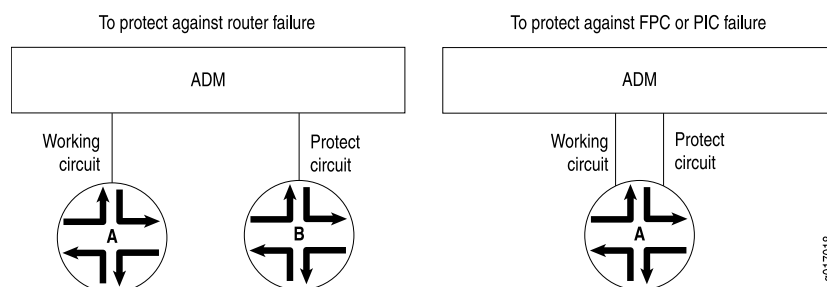 To protect against router failure
ADM
Working
circuit
Protect
circuit
A
B
To protect against FPC or PIC failure
ADM
Working
circuit
Protect
circuit
A
g017018